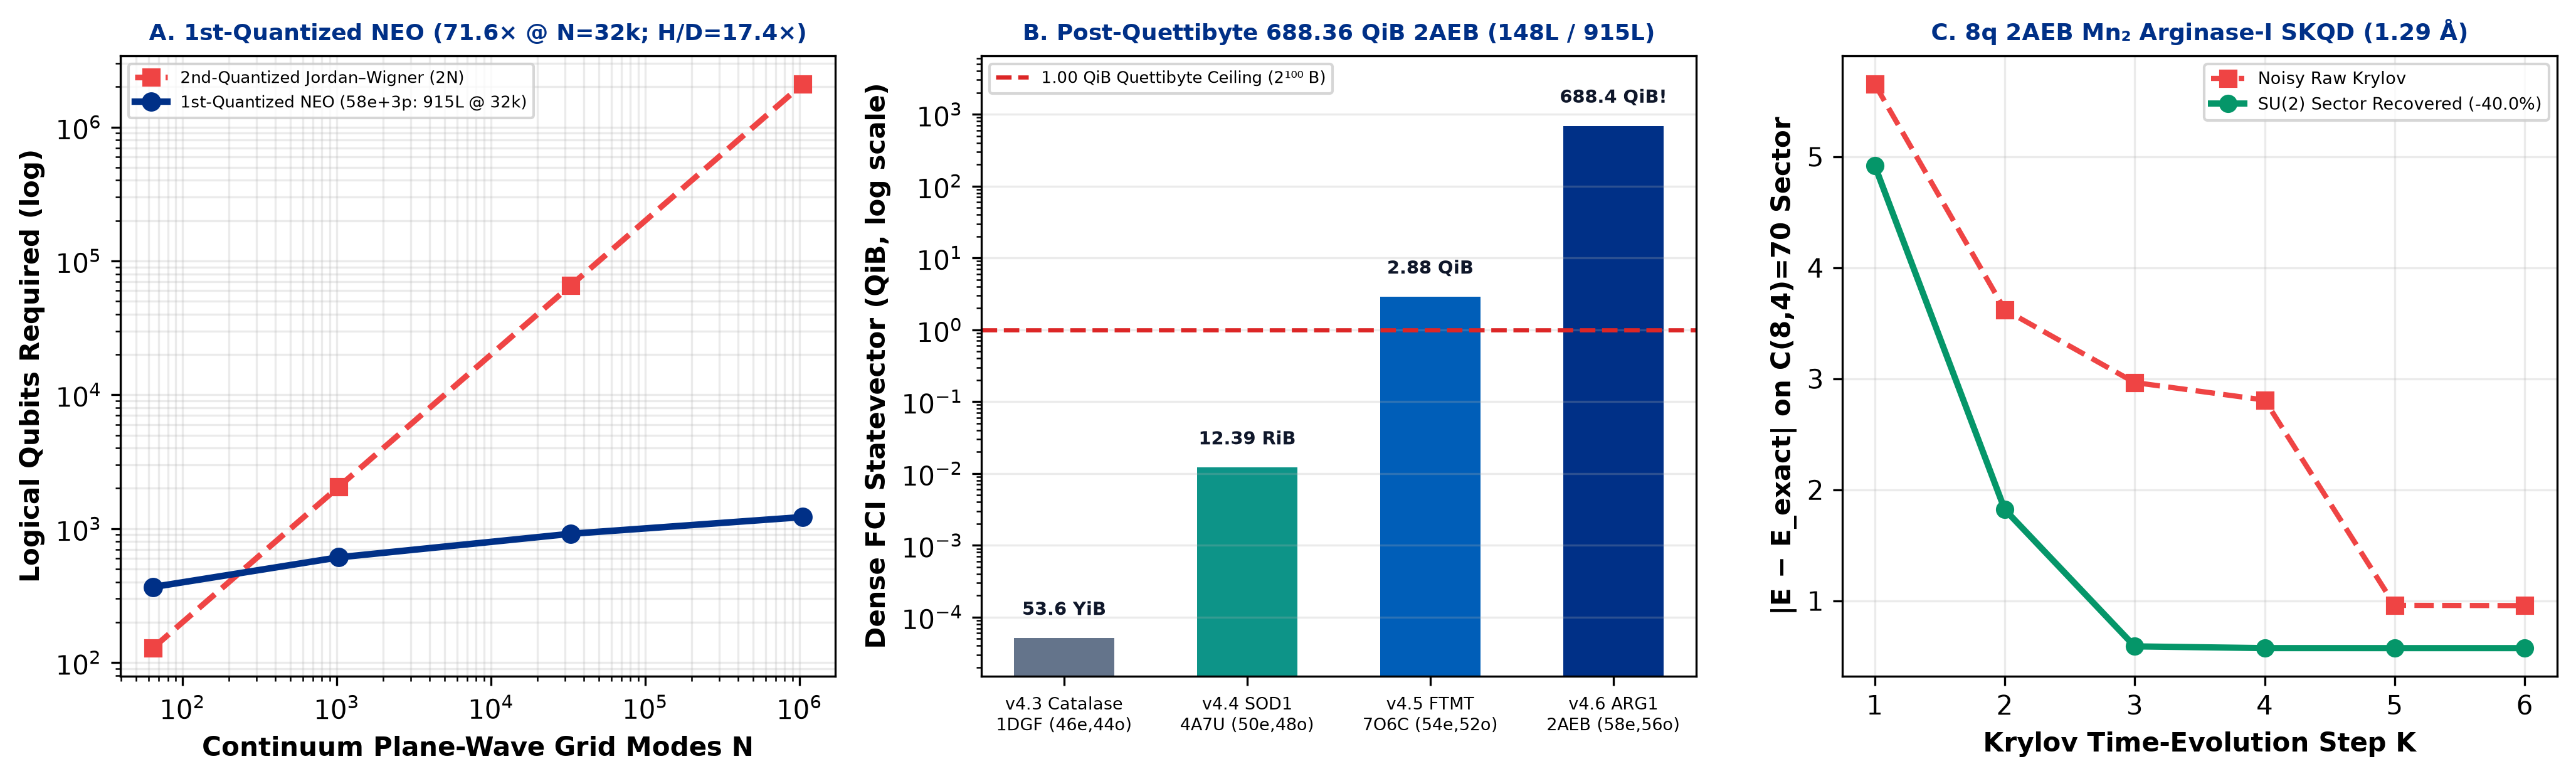 A. 1st-Quantized NEO (71.6× @ N=32k; H/D=17.4×)
2nd-Quantized Jordan–Wigner (2N)
1st-Quantized NEO (58e+3p: 915L @ 32k)
Logical Qubits Required (log)
10⁶
10⁵
10⁴
10³
10²
10² 10³ 10⁴ 10⁵ 10⁶
Continuum Plane-Wave Grid Modes N
B. Post-Quettibyte 688.36 QiB 2AEB (148L / 915L)
1.00 QiB Quettibyte Ceiling (2¹⁰⁰ B)
Dense FCI Statevector (QiB, log scale)
10³
10²
10¹
10⁰
10⁻¹
10⁻²
10⁻³
10⁻⁴
53.6 YiB
12.39 RiB
2.88 QiB
688.4 QiB!
v4.3 Catalase
1DGF (46e,44o)
v4.4 SOD1
4A7U (50e,48o)
v4.5 FTMT
7O6C (54e,52o)
v4.6 ARG1
2AEB (58e,56o)
C. 8q 2AEB Mn₂ Arginase-I SKQD (1.29 Å)
Noisy Raw Krylov
SU(2) Sector Recovered (-40.0%)
|E − E_exact| on C(8,4)=70 Sector
5
4
3
2
1
1 2 3 4 5 6
Krylov Time-Evolution Step K